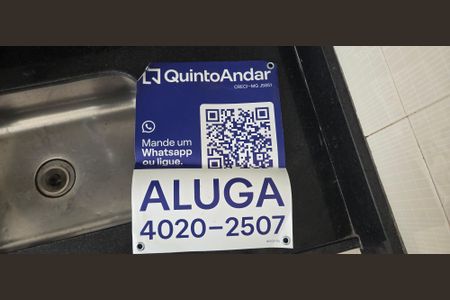 QuintoAndar
CRECI-MG J5951
Mande um
Whatsapp
ou ligue.
ALUGA
4020-2507